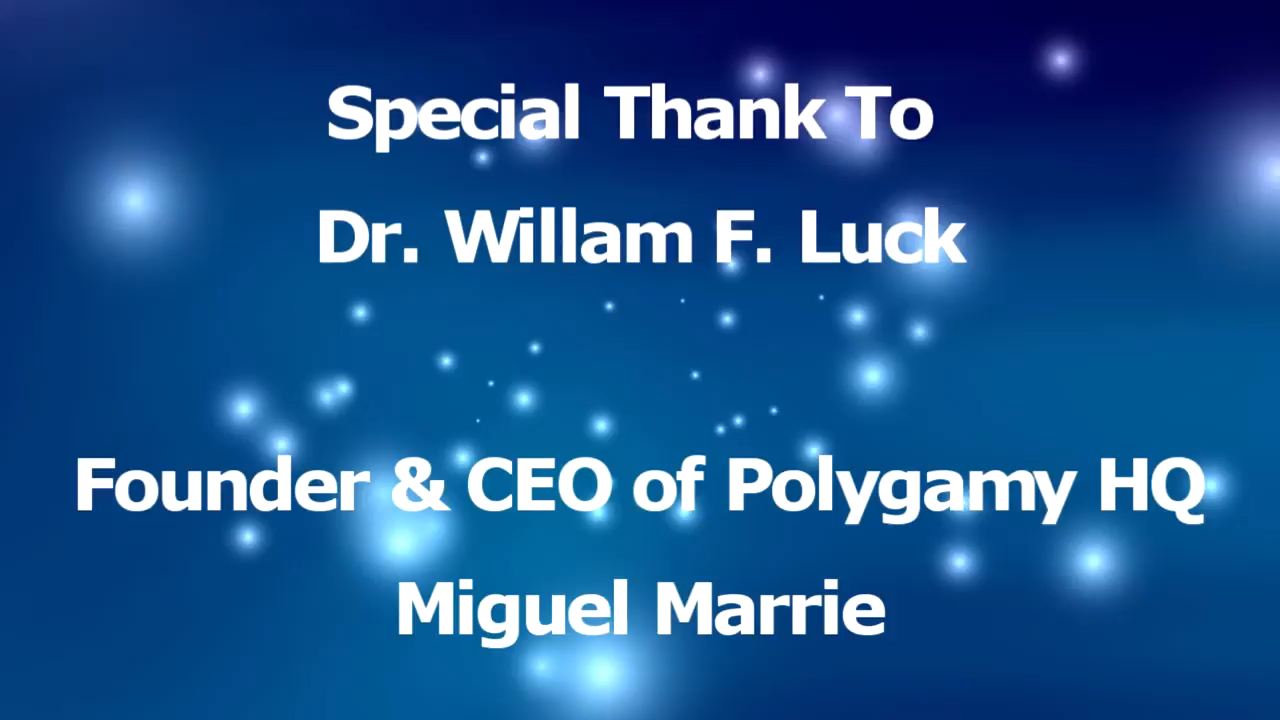 Special Thank To
Dr. Willam F. Luck
Founder & CEO of Polygamy HQ
Miguel Marrie